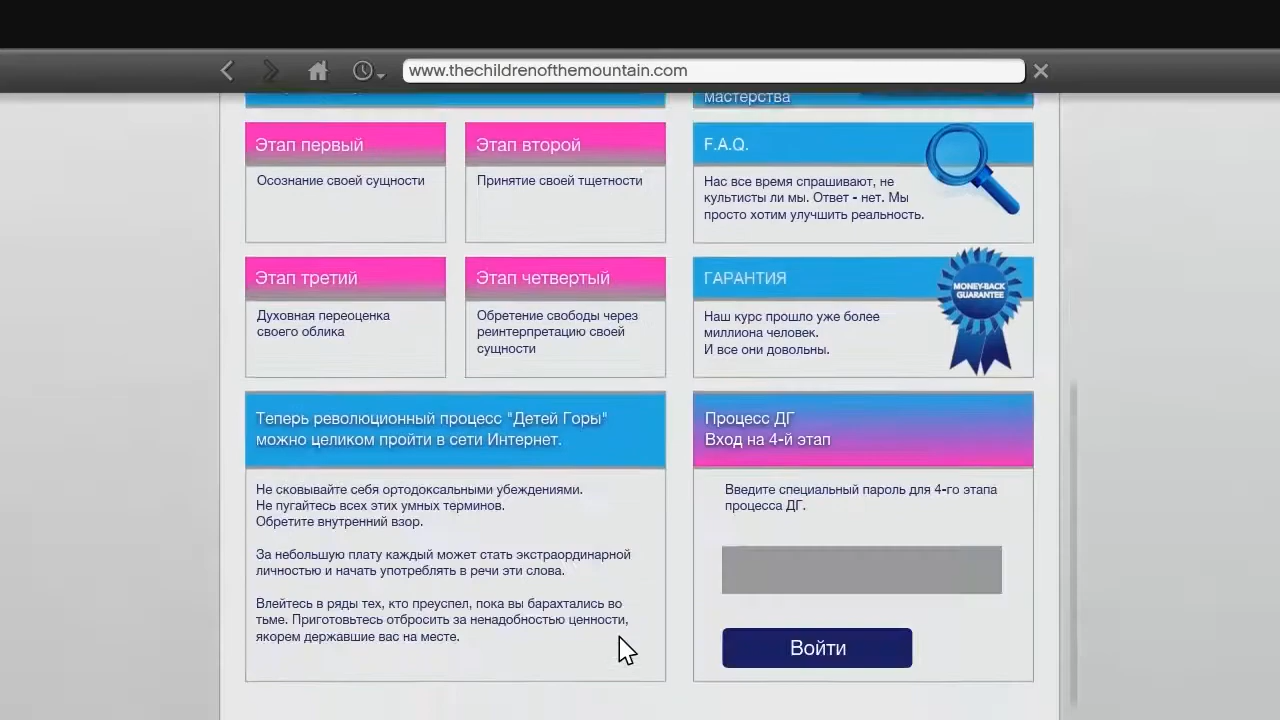 www.thechildrenofthemountain.com
мастерства
Этап первый
Осознание своей сущности
Этап второй
Принятие своей тщетности
F.A.Q.
Нас все время спрашивают, не
культисты ли мы. Ответ - нет. Мы
просто хотим улучшить реальность.
Этап третий
Духовная переоценка
своего облика
Этап четвертый
Обретение свободы через
реинтерпретацию своей
сущности
ГАРАНТИЯ
MONEY-BACK
GUARANTEE
Наш курс прошло уже более
миллиона человек.
И все они довольны.
Теперь революционный процесс "Детей Горы"
можно целиком пройти в сети Интернет.
Не сковывайте себя ортодоксальными убеждениями.
Не пугайтесь всех этих умных терминов.
Обретите внутренний взор.
За небольшую плату каждый может стать экстраординарной
личностью и начать употреблять в речи эти слова.
Влейтесь в ряды тех, кто преуспел, пока вы барахтались во
тьме. Приготовьтесь отбросить за ненадобностью ценности,
якорем державшие вас на месте.
Процесс ДГ
Вход на 4-й этап
Введите специальный пароль для 4-го этапа
процесса ДГ.
Войти